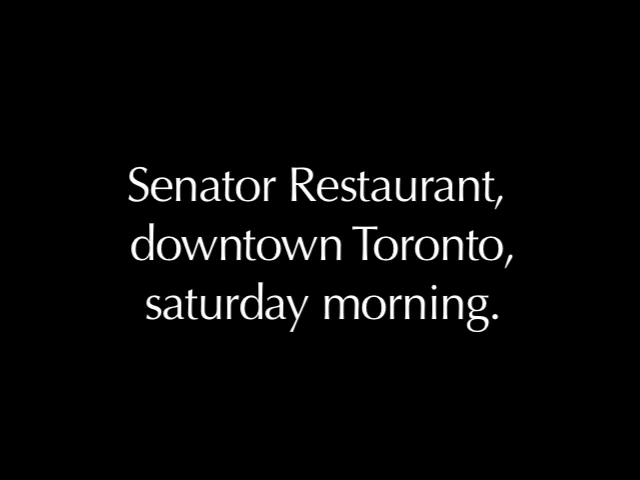 Senator Restaurant,
downtown Toronto,
saturday morning.